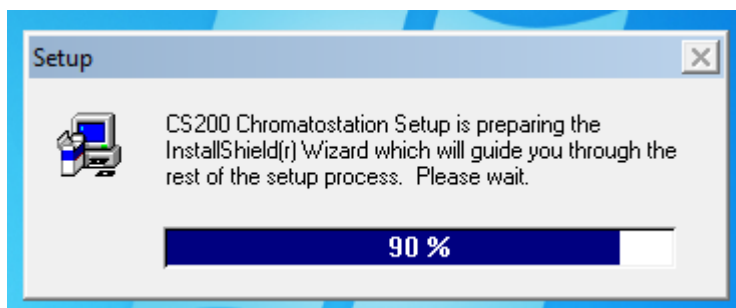 Setup
CS200 Chromatostation Setup is preparing the
InstallShield(r) Wizard which will guide you through the
rest of the setup process.  Please wait.
90 %